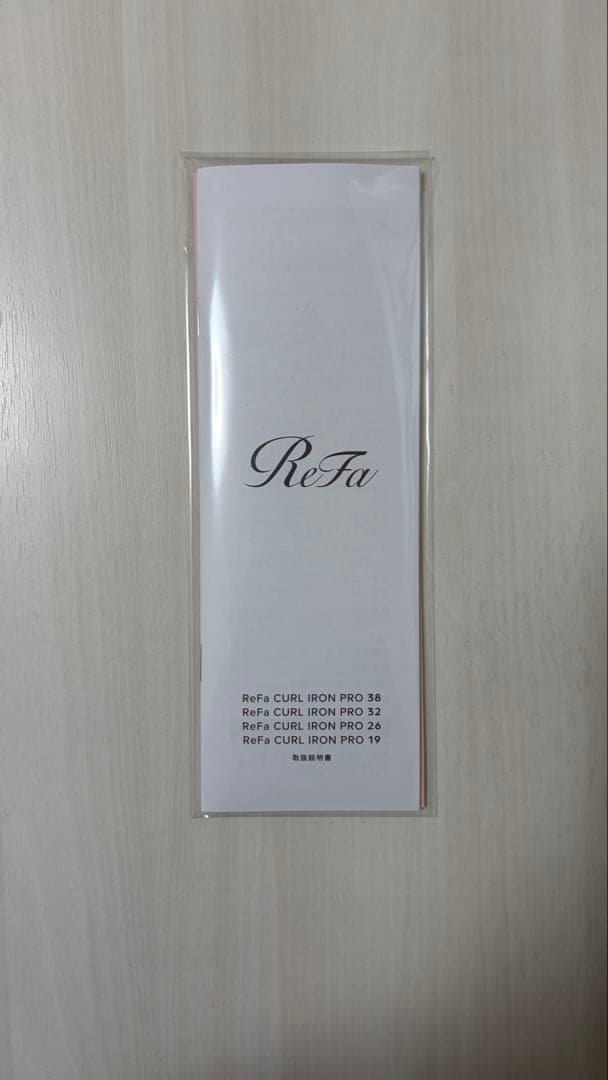 ReFa
ReFa CURL IRON PRO 38
ReFa CURL IRON PRO 32
ReFa CURL IRON PRO 26
ReFa CURL IRON PRO 19
取扱説明書